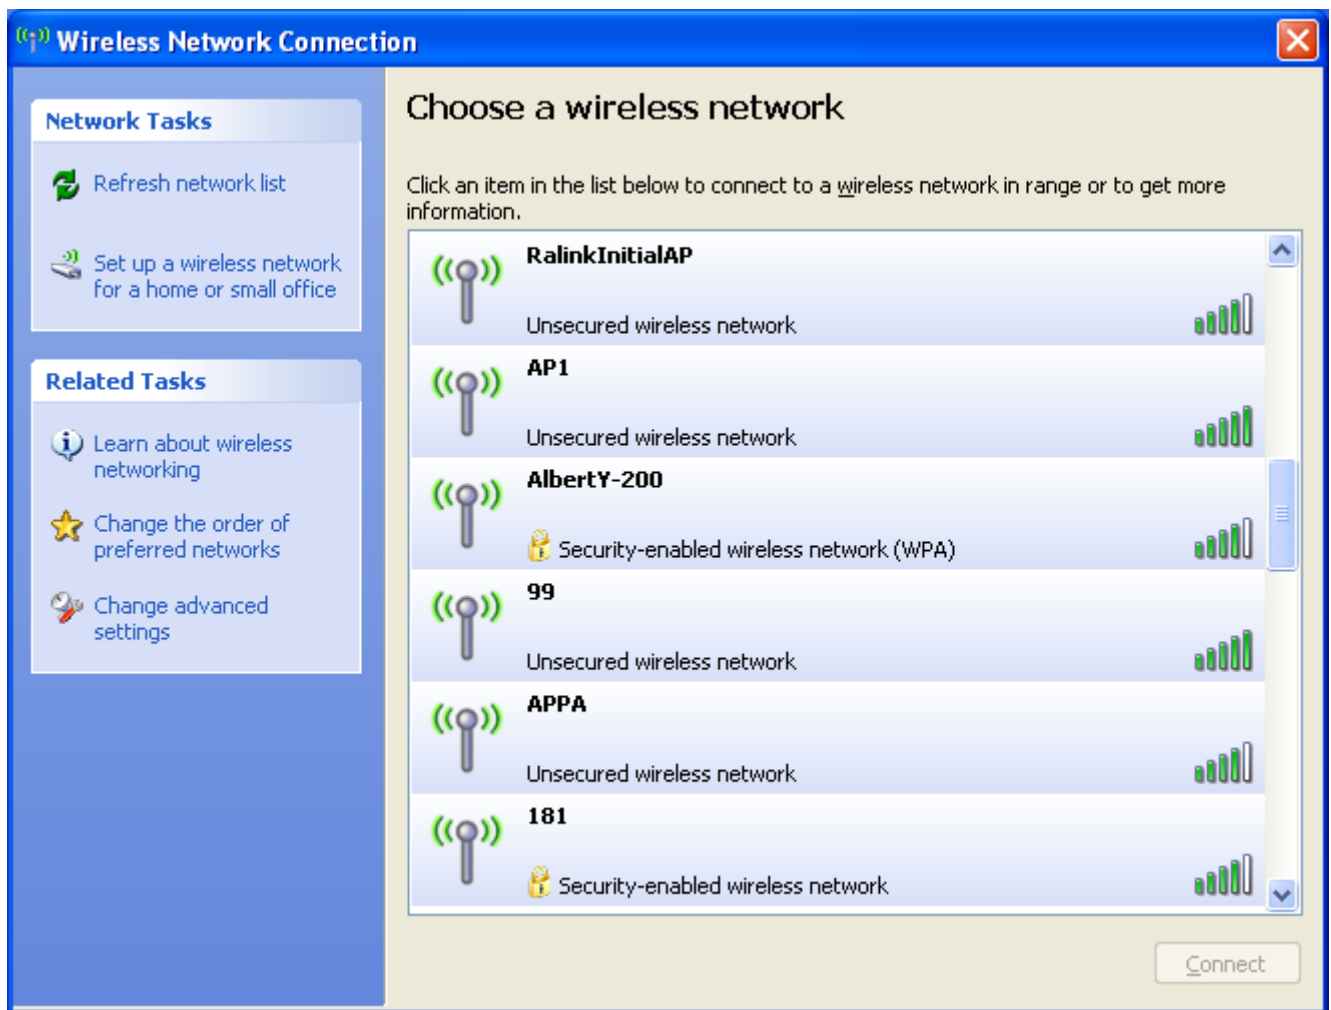 Wireless Network Connection
Network Tasks
Refresh network list
Set up a wireless network
for a home or small office
Related Tasks
Learn about wireless
networking
Change the order of
preferred networks
Change advanced
settings
Choose a wireless network
Click an item in the list below to connect to a wireless network in range or to get more
information.
RalinkInitialAP
Unsecured wireless network
AP1
Unsecured wireless network
AlbertY-200
Security-enabled wireless network (WPA)
99
Unsecured wireless network
APPA
Unsecured wireless network
181
Security-enabled wireless network
Connect